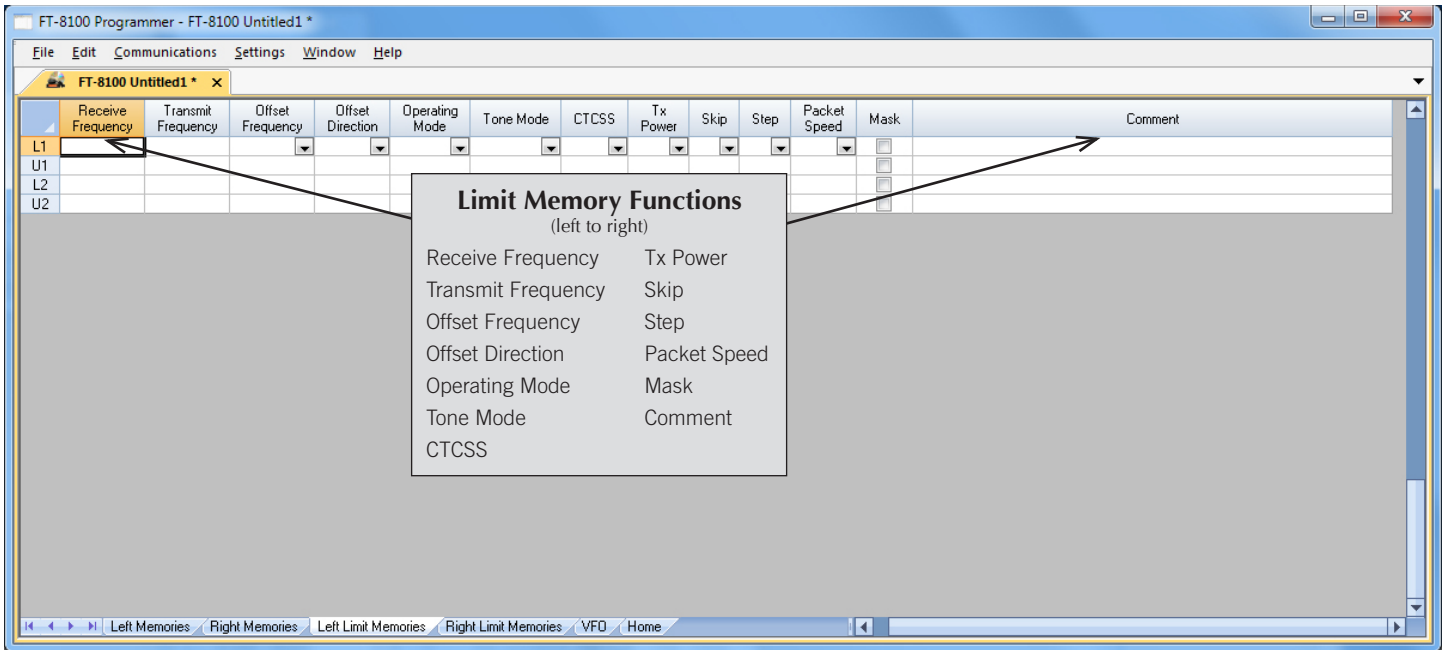 FT-8100 Programmer - FT-8100 Untitled1 *
File Edit Communications Settings Window Help
FT-8100 Untitled1 * X
Receive Frequency Transmit Frequency Offset Frequency Offset Direction Operating Mode Tone Mode CTCSS Tx Power Skip Step Packet Speed Mask Comment
L1
U1
L2
U2
Limit Memory Functions
(left to right)
Receive Frequency Tx Power
Transmit Frequency Skip
Offset Frequency Step
Offset Direction Packet Speed
Operating Mode Mask
Tone Mode Comment
CTCSS
Left Memories Right Memories Left Limit Memories Right Limit Memories VFO Home